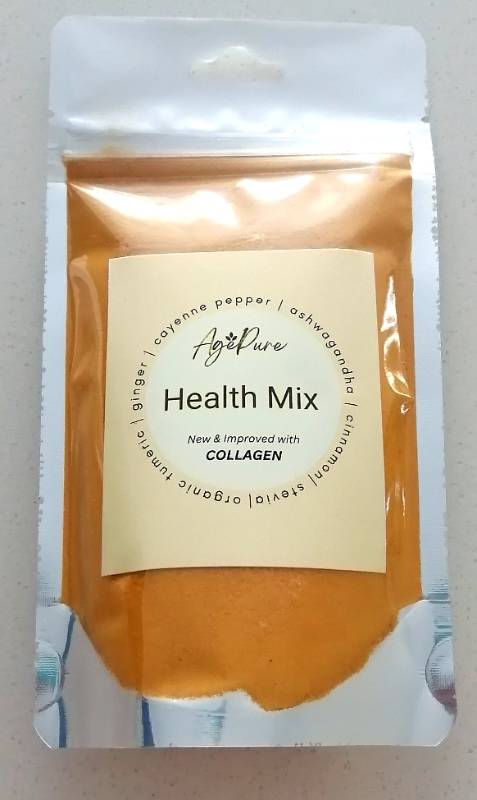 AgePure
Health Mix
New & Improved with
COLLAGEN
ginger | cayenne pepper | ashwagandha | cinnamon | stevia | organic tumeric |